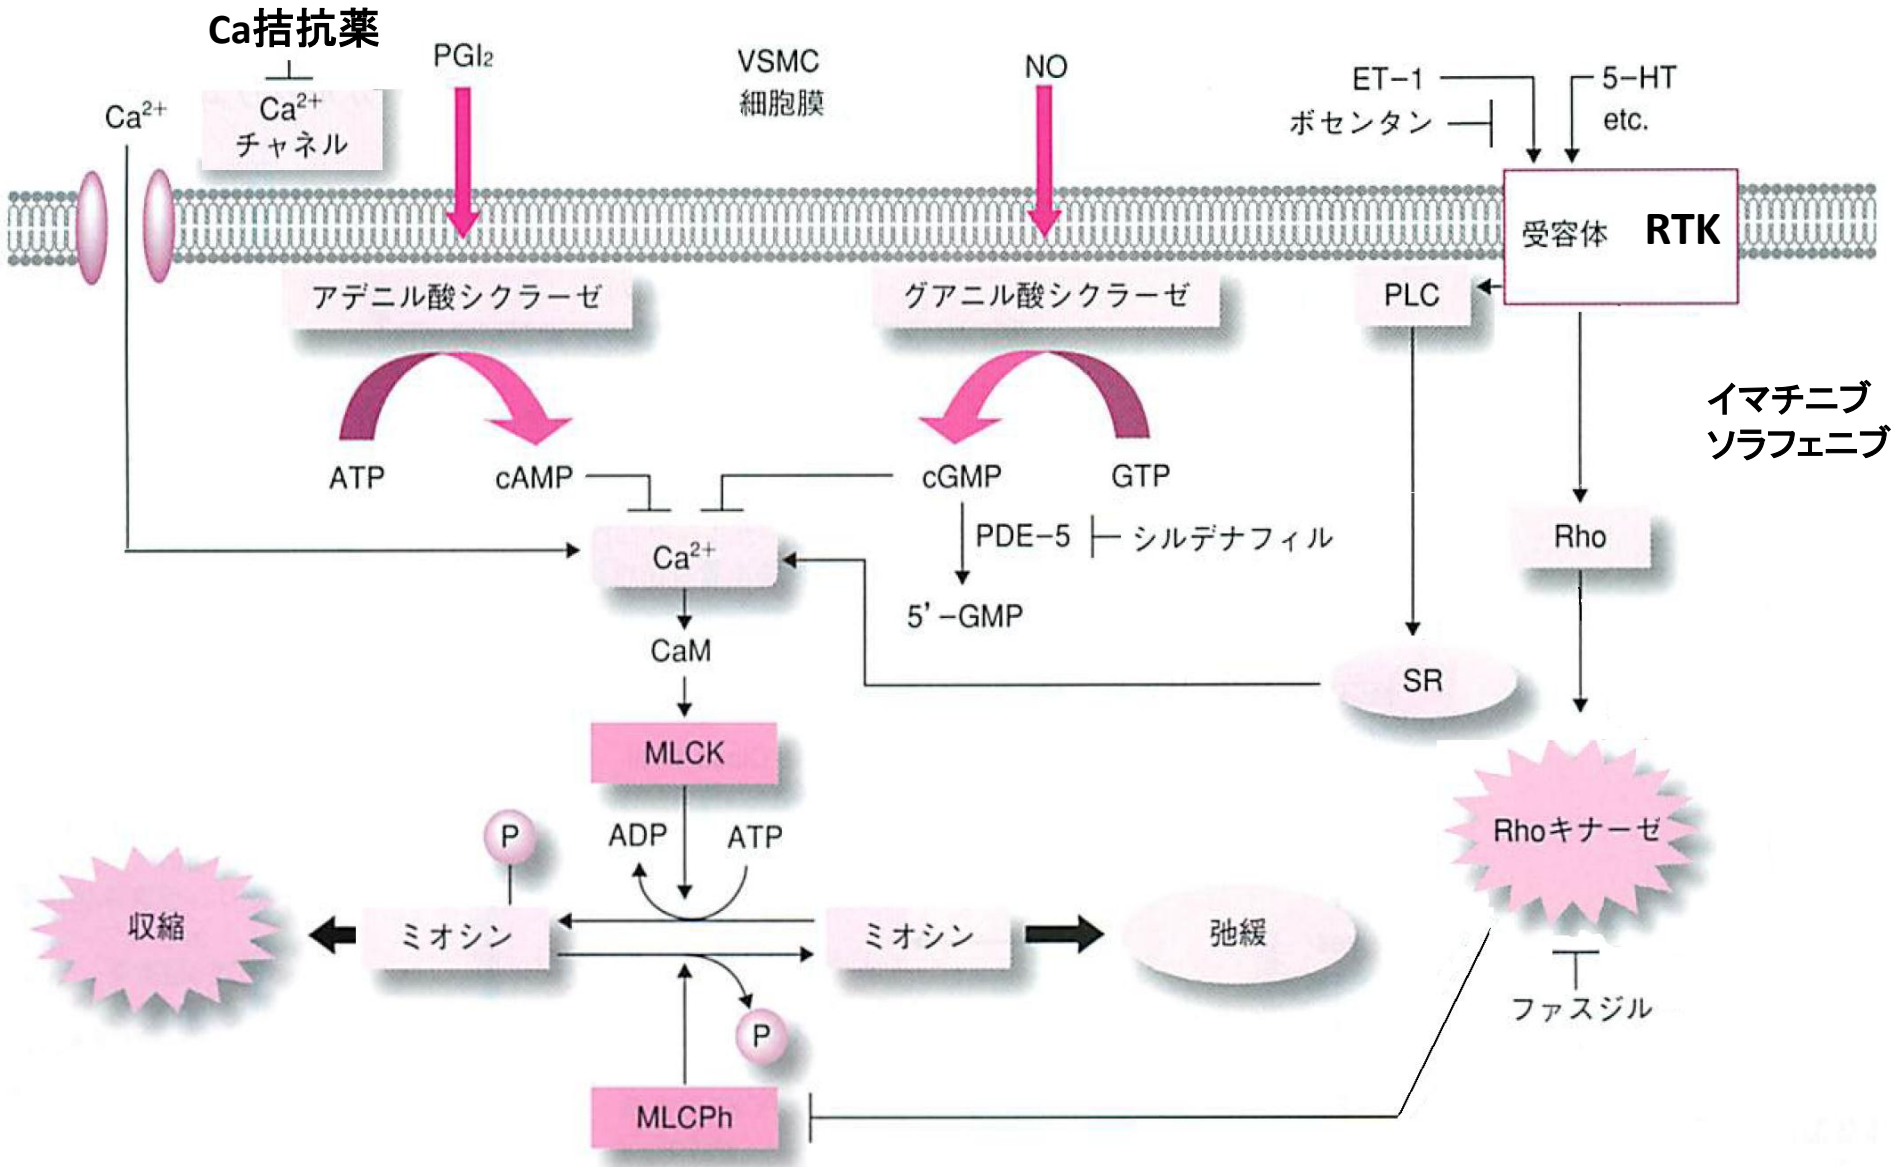 Ca拮抗薬
PGI₂
VSMC
細胞膜
NO
ET−1
5−HT
etc.
ボセンタン
Ca²⁺
Ca²⁺
チャネル
受容体
RTK
アデニル酸シクラーゼ
グアニル酸シクラーゼ
PLC
イマチニブ
ソラフェニブ
ATP
cAMP
cGMP
GTP
Ca²⁺
PDE−5
シルデナフィル
Rho
5’−GMP
CaM
SR
MLCK
P
ADP
ATP
Rhoキナーゼ
収縮
ミオシン
ミオシン
弛緩
ファスジル
P
MLCPh